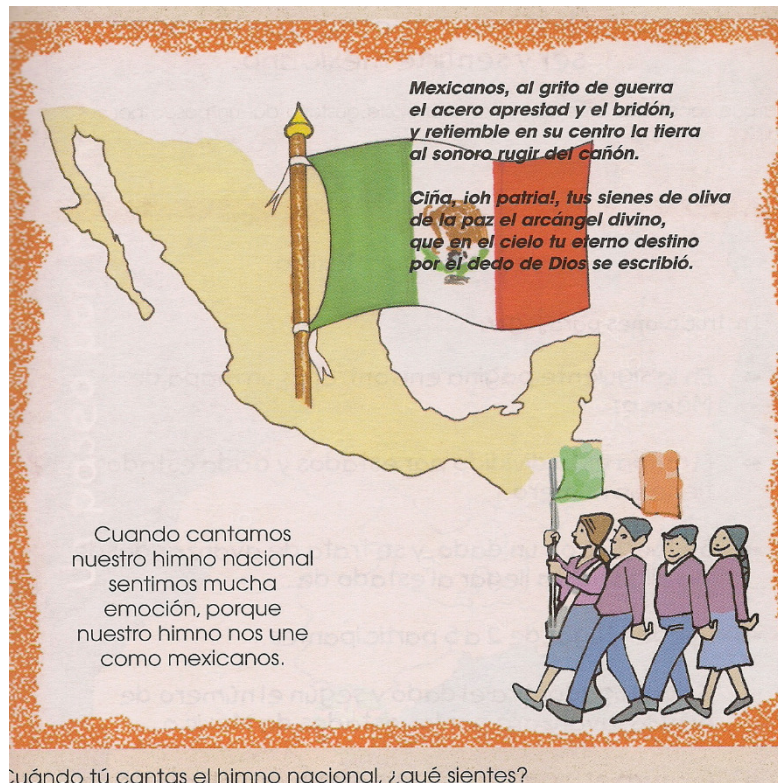 Mexicanos, al grito de guerra
el acero aprestad y el bridón,
y retiemble en su centro la tierra
al sonoro rugir del cañón.
Ciña, ¡oh patria!, tus sienes de oliva
de la paz el arcángel divino,
que en el cielo tu eterno destino
por el dedo de Dios se escribió.
Cuando cantamos
nuestro himno nacional
sentimos mucha
emoción, porque
nuestro himno nos une
como mexicanos.
Cuándo tú cantas el himno nacional, ¿qué sientes?